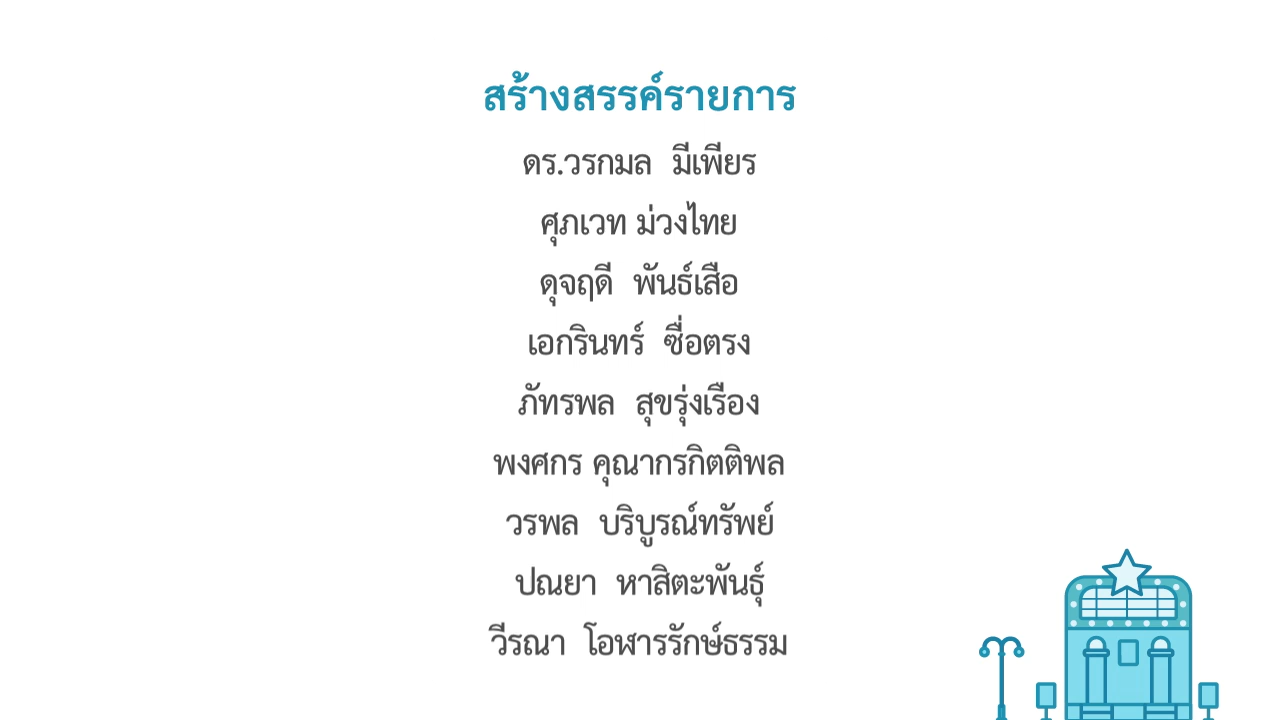 สร้างสรรค์รายการ
ดร.วรกมล มีเพียร
ศุภเวท ม่วงไทย
ดุจฤดี พันธ์เสือ
เอกรินทร์ ซื่อตรง
ภัทรพล สุขรุ่งเรือง
พงศกร คุณากรกิตติพล
วรพล บริบูรณ์ทรัพย์
ปณยา หาสิตะพันธุ์
วีรณา โอฬารรักษ์ธรรม